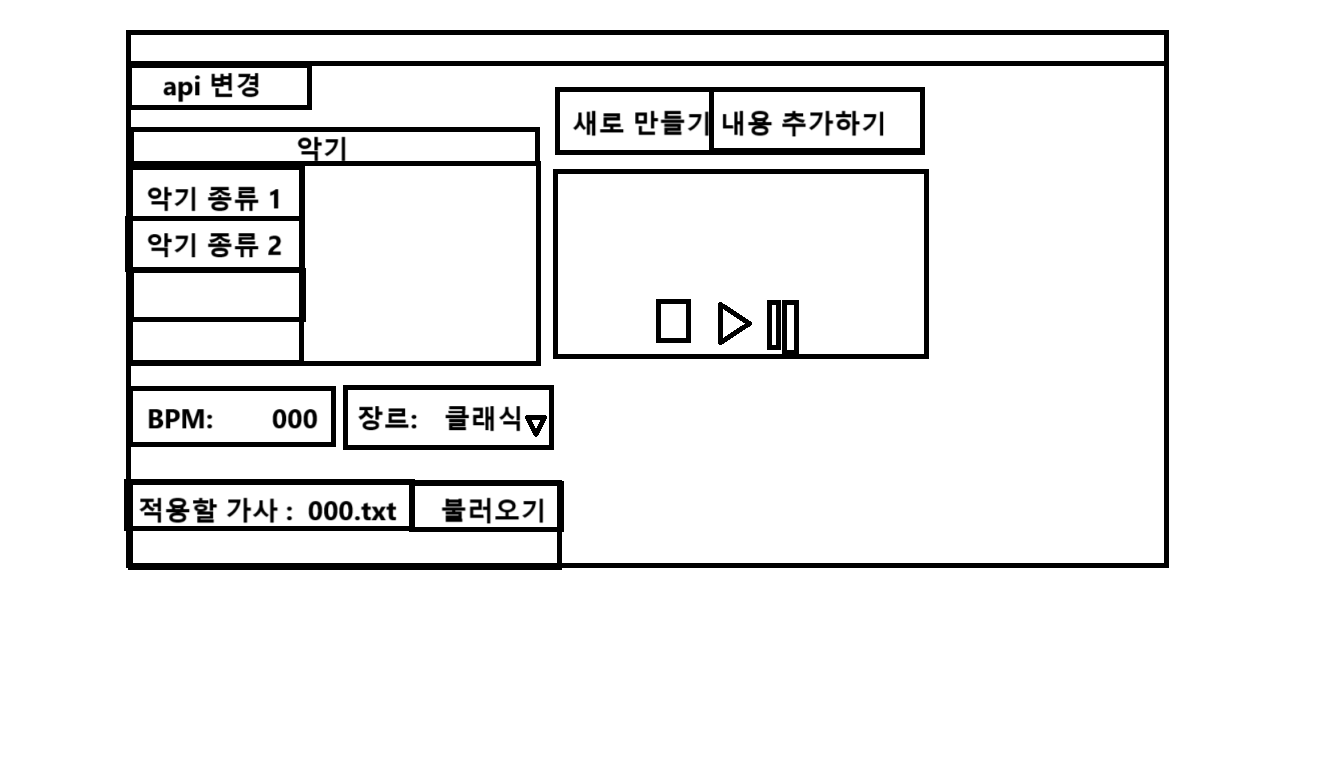 api 변경
새로 만들기 내용 추가하기
악기
악기 종류 1
악기 종류 2
BPM: 000
장르: 클래식
적용할 가사 : 000.txt 불러오기